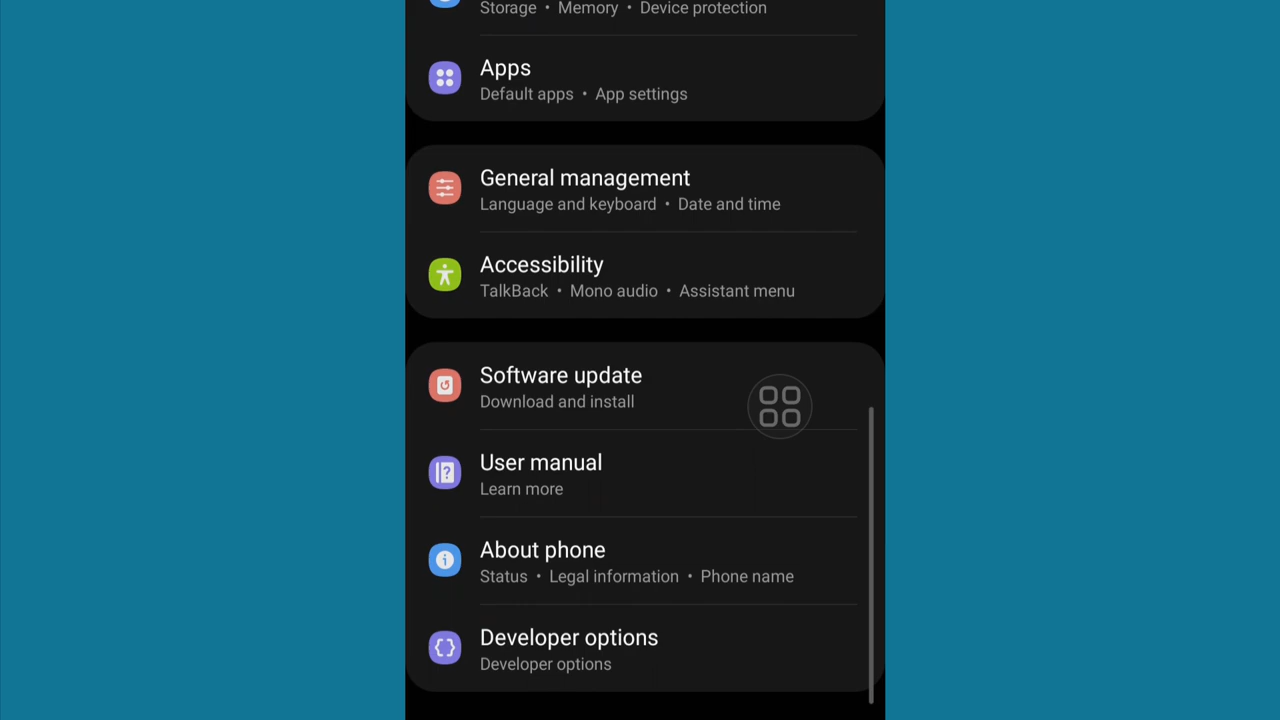 Storage • Memory • Device protection
Apps
Default apps • App settings
General management
Language and keyboard • Date and time
Accessibility
TalkBack • Mono audio • Assistant menu
Software update
Download and install
User manual
Learn more
About phone
Status • Legal information • Phone name
Developer options
Developer options